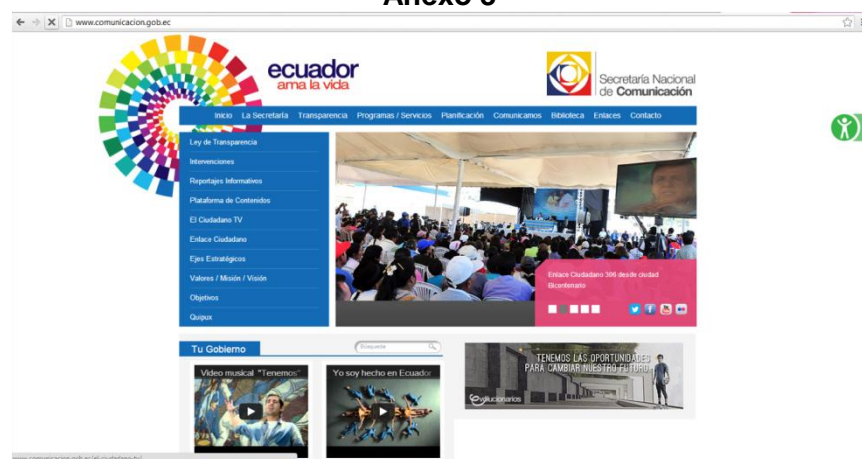 www.comunicacion.gob.ec
ecuador
ama la vida
Secretaría Nacional
de Comunicación
Inicio La Secretaría Transparencia Programas / Servicios Planificación Comunicamos Biblioteca Enlaces Contacto
Ley de Transparencia
Intervenciones
Reportajes Informativos
Plataforma de Contenidos
El Ciudadano TV
Enlace Ciudadano
Ejes Estratégicos
Valores / Misión / Visión
Objetivos
Quipux
Enlace Ciudadano 306 desde ciudad
Bicentenario
Tu Gobierno
Búsqueda
Video musical "Tenemos"
Yo soy hecho en Ecuador
TENEMOS LAS OPORTUNIDADES
PARA CAMBIAR NUESTRO FUTURO